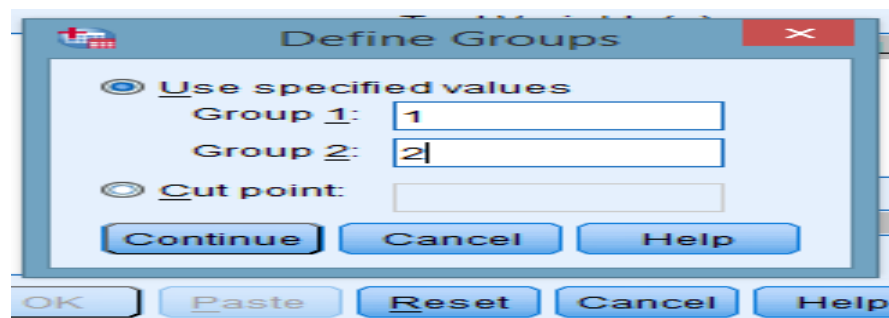 Define Groups
Use specified values
Group 1: 1
Group 2: 2
Cut point:
Continue Cancel Help
OK Paste Reset Cancel Help